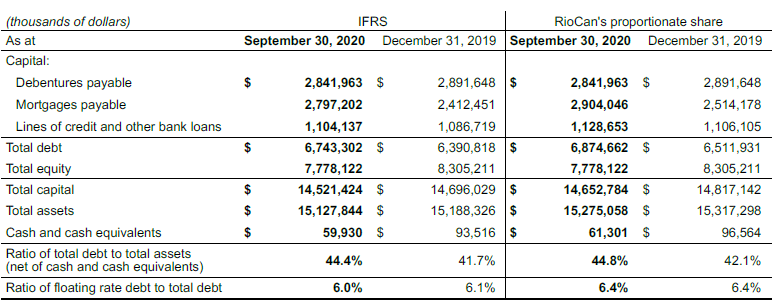 (thousands of dollars) IFRS RioCan's proportionate share
As at September 30, 2020 December 31, 2019 September 30, 2020 December 31, 2019
Capital:
Debentures payable $ 2,841,963 $ 2,891,648 $ 2,841,963 $ 2,891,648
Mortgages payable 2,797,202 2,412,451 2,904,046 2,514,178
Lines of credit and other bank loans 1,104,137 1,086,719 1,128,653 1,106,105
Total debt $ 6,743,302 $ 6,390,818 $ 6,874,662 $ 6,511,931
Total equity 7,778,122 8,305,211 7,778,122 8,305,211
Total capital $ 14,521,424 $ 14,696,029 $ 14,652,784 $ 14,817,142
Total assets $ 15,127,844 $ 15,188,326 $ 15,275,058 $ 15,317,298
Cash and cash equivalents $ 59,930 $ 93,516 $ 61,301 $ 96,564
Ratio of total debt to total assets
(net of cash and cash equivalents) 44.4% 41.7% 44.8% 42.1%
Ratio of floating rate debt to total debt 6.0% 6.1% 6.4% 6.4%